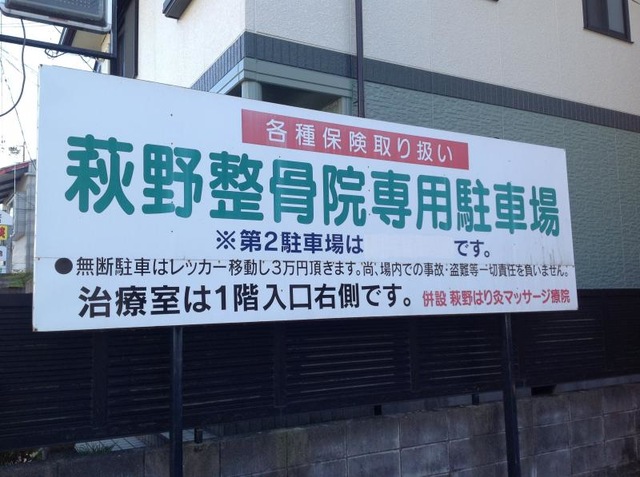 各種保険取り扱い
萩野整骨院専用駐車場
※第2駐車場は です。
●無断駐車はレッカー移動し3万円頂きます。尚、場内での事故・盗難等一切責任を負いません。
治療室は1階入口右側です。 併設 萩野はり灸マッサージ療院